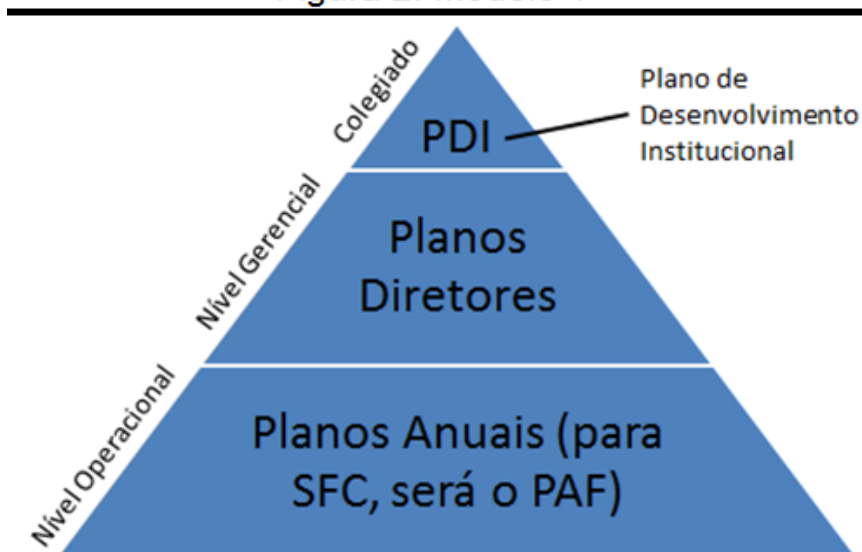 Colegiado
PDI
Plano de
Desenvolvimento
Institucional
Nível Gerencial
Planos
Diretores
Nível Operacional
Planos Anuais (para
SFC, será o PAF)